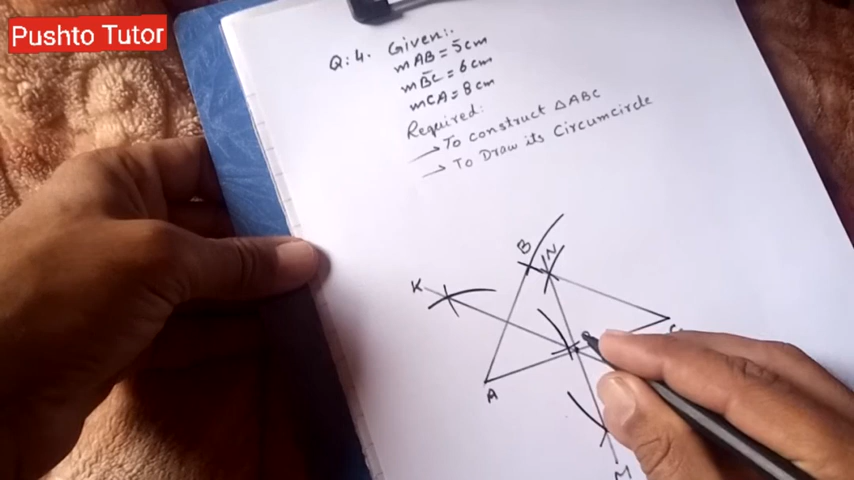 Pushto Tutor
Q:4. Given:.
mAB = 5cm
mBC = 6cm
mCA = 8cm
Required:
→ To construct △ABC
→ To Draw its Circumcircle
B
N
K
A
M